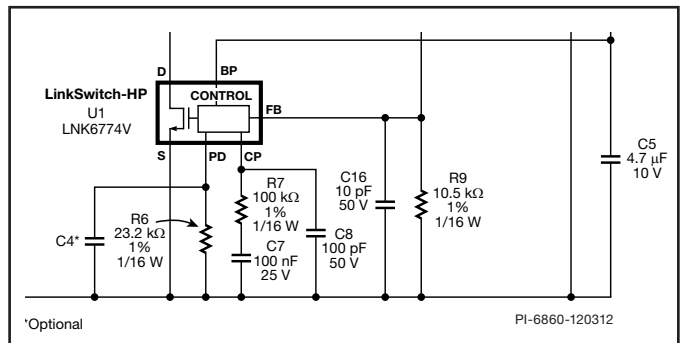 D
BP
LinkSwitch-HP
U1
LNK6774V
CONTROL
FB
S
PD
CP
C5
4.7 µF
10 V
C16
10 pF
50 V
R9
10.5 kΩ
1%
1/16 W
R7
100 kΩ
1%
1/16 W
R6
23.2 kΩ
1%
1/16 W
C4*
C8
100 pF
50 V
C7
100 nF
25 V
*Optional
PI-6860-120312